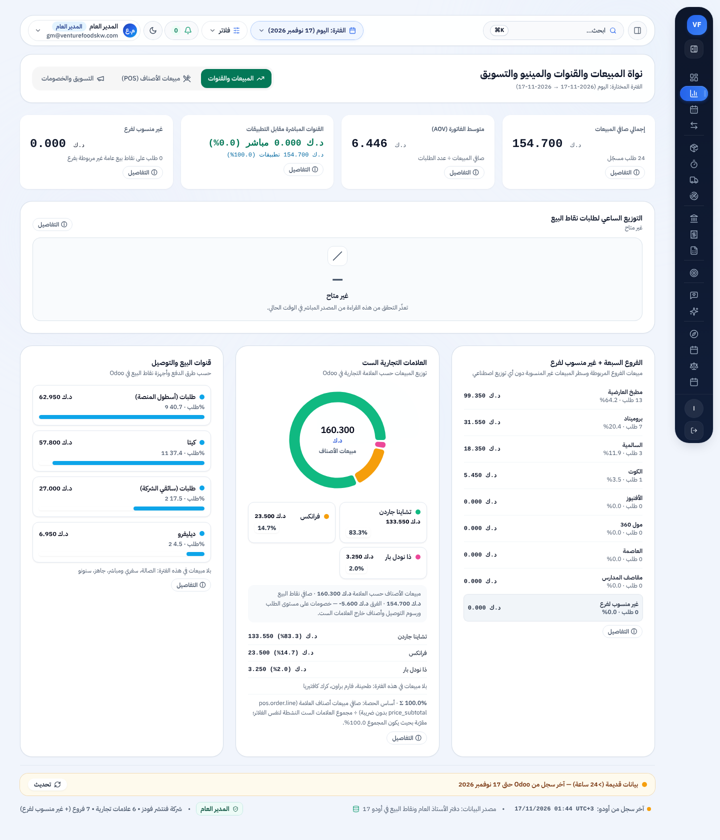 VF
ابحث...
⌘K
الفترة: اليوم (17 نوفمبر 2026)
فلاتر
0
م.ع
المدير العام
المدير العام
gm@venturefoodskw.com
نواة المبيعات والقنوات والمينيو والتسويق
الفترة المختارة: اليوم (2026-11-17 → 2026-11-17)
المبيعات والقنوات
مبيعات الأصناف (POS)
التسويق والخصومات
إجمالي صافي المبيعات
154.700 د.ك
24 طلب مسجّل
التفاصيل
متوسط الفاتورة (AOV)
6.446 د.ك
صافي المبيعات ÷ عدد الطلبات
التفاصيل
القنوات المباشرة مقابل التطبيقات
د.ك 0.000 مباشر (0.0%)
د.ك 154.700 تطبيقات (100.0%)
التفاصيل
غير منسوب لفرع
0.000 د.ك
0 طلب على نقاط بيع عامة غير مربوطة بفرع
التفاصيل
التوزيع الساعي لطلبات نقاط البيع
غير متاح
التفاصيل
—
غير متاح
تعذّر التحقق من هذه القراءة من المصدر المباشر في الوقت الحالي.
الفروع السبعة + غير منسوب لفرع
مبيعات الفروع المربوطة وسطر المبيعات غير المنسوبة دون أي توزيع اصطناعي
مطبخ العارضية
د.ك 99.350
13 طلب · 64.2%
بروميناد
د.ك 31.550
7 طلب · 20.4%
السالمية
د.ك 18.350
3 طلب · 11.9%
الكوت
د.ك 5.450
1 طلب · 3.5%
الأفنيوز
د.ك 0.000
0 طلب · 0.0%
مول 360
د.ك 0.000
0 طلب · 0.0%
العاصمة
د.ك 0.000
0 طلب · 0.0%
مقاصف المدارس
د.ك 0.000
0 طلب · 0.0%
غير منسوب لفرع
د.ك 0.000
0 طلب · 0.0%
التفاصيل
العلامات التجارية الست
توزيع المبيعات حسب العلامة التجارية في Odoo
160.300
د.ك
مبيعات الأصناف
تشاينا جاردن
د.ك 133.550
83.3%
فرانكس
د.ك 23.500
14.7%
ذا نودل بار
د.ك 3.250
2.0%
مبيعات الأصناف حسب العلامة 160.300 د.ك · صافي نقاط البيع
154.700 د.ك · الفرق 5.600- د.ك — خصومات على مستوى الطلب
ورسوم التوصيل وأصناف خارج العلامات الست.
تشاينا جاردن
د.ك 133.550 (83.3%)
فرانكس
د.ك 23.500 (14.7%)
ذا نودل بار
د.ك 3.250 (2.0%)
بلا مبيعات في هذه الفترة: طحينة، فارم براون، كرك كافتيريا
Σ 100.0% · أساس الحصة: صافي مبيعات أصناف العلامة (pos.order.line
price_subtotal بدون ضريبة) ÷ مجموع العلامات الست النشطة لنفس الفلاتر؛
مقرّبة بحيث يكون المجموع 100.0%.
التفاصيل
قنوات البيع والتوصيل
حسب طرق الدفع وأجهزة نقاط البيع في Odoo
طلبات (أسطول المنصة)
د.ك 62.950
9 طلب · 40.7%
كيتا
د.ك 57.800
11 طلب · 37.4%
طلبات (سائقي الشركة)
د.ك 27.000
2 طلب · 17.5%
ديليفرو
د.ك 6.950
2 طلب · 4.5%
بلا مبيعات في هذه الفترة: الصالة، سفري ومباشر، جاهز، ستونو
التفاصيل
بيانات قديمة (>24 ساعة) — آخر سجل من Odoo حتى 17 نوفمبر 2026
تحديث
آخر سجل من أودو: 17/11/2026 01:44 UTC+3 • مصدر البيانات: دفتر الأستاذ العام ونقاط البيع في أودو 17
المدير العام • شركة فنتشر فودز • 6 علامات تجارية • 7 فروع (+ غير منسوب لفرع)